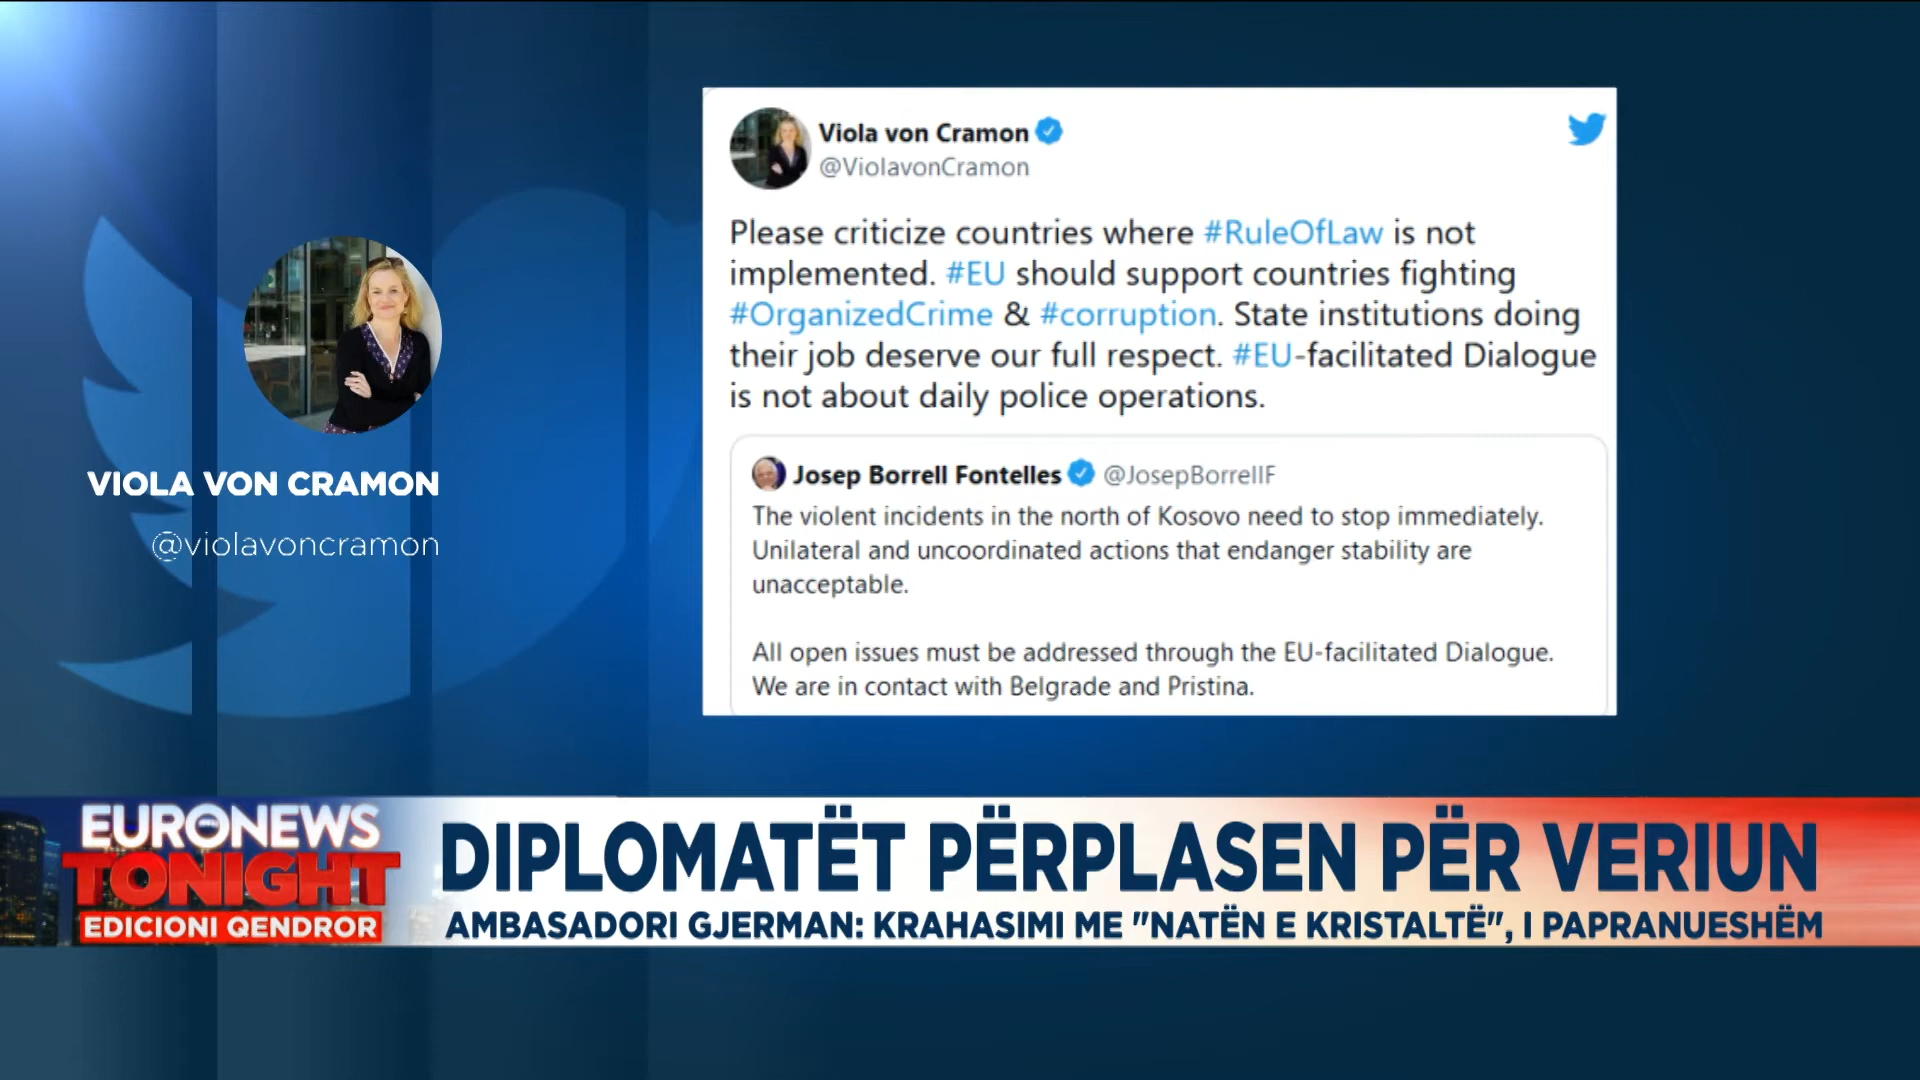 Viola von Cramon
@ViolavonCramon
Please criticize countries where #RuleOfLaw is not
implemented. #EU should support countries fighting
#OrganizedCrime & #corruption. State institutions doing
their job deserve our full respect. #EU-facilitated Dialogue
is not about daily police operations.
Josep Borrell Fontelles @JosepBorrellF
The violent incidents in the north of Kosovo need to stop immediately.
Unilateral and uncoordinated actions that endanger stability are
unacceptable.
All open issues must be addressed through the EU-facilitated Dialogue.
We are in contact with Belgrade and Pristina.
VIOLA VON CRAMON
@violavoncramon
EURONEWS
TONIGHT
EDICIONI QENDROR
DIPLOMATËT PËRPLASEN PËR VERIUN
AMBASADORI GJERMAN: KRAHASIMI ME "NATËN E KRISTALTË", I PAPRANUESHËM